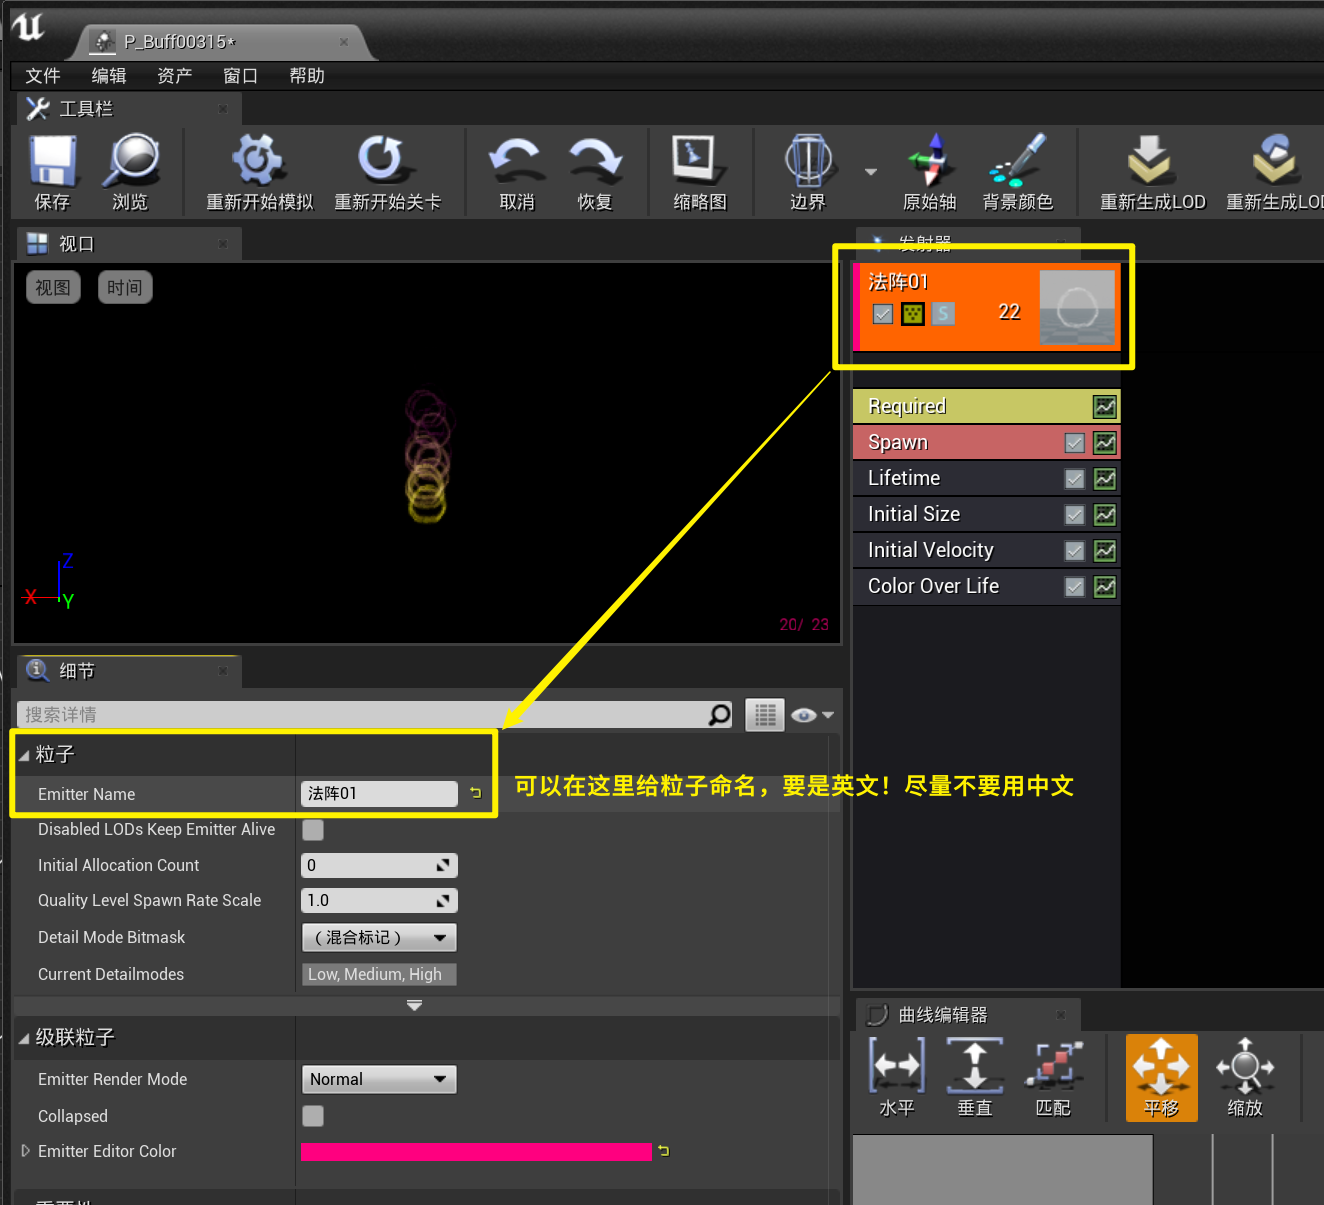 P_Buff00315*
文件 编辑 资产 窗口 帮助
工具栏
保存 浏览 重新开始模拟 重新开始关卡 取消 恢复 缩略图 边界 原始轴 背景颜色 重新生成LOD 重新生成LOD
视口
视图 时间
Z
X
Y
20/ 23
发射器
法阵01
S 22
Required
Spawn
Lifetime
Initial Size
Initial Velocity
Color Over Life
细节
搜索详情
粒子
Emitter Name 法阵01
可以在这里给粒子命名，要是英文！尽量不要用中文
Disabled LODs Keep Emitter Alive
Initial Allocation Count 0
Quality Level Spawn Rate Scale 1.0
Detail Mode Bitmask （混合标记）
Current Detailmodes Low, Medium, High
级联粒子
Emitter Render Mode Normal
Collapsed
Emitter Editor Color
曲线编辑器
水平 垂直 匹配 平移 缩放